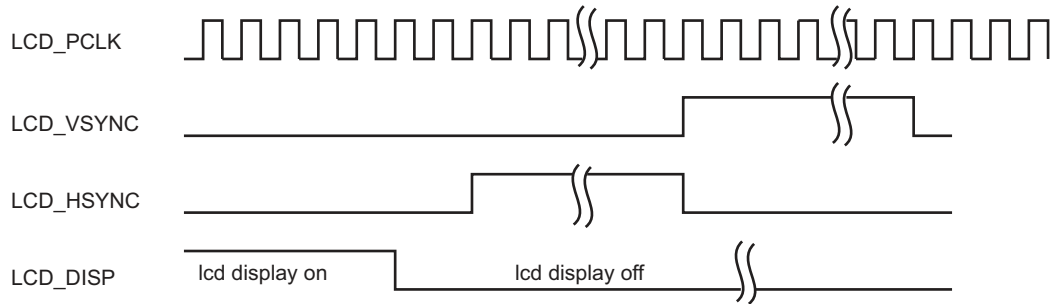 LCD_PCLK
LCD_VSYNC
LCD_HSYNC
LCD_DISP lcd display on lcd display off